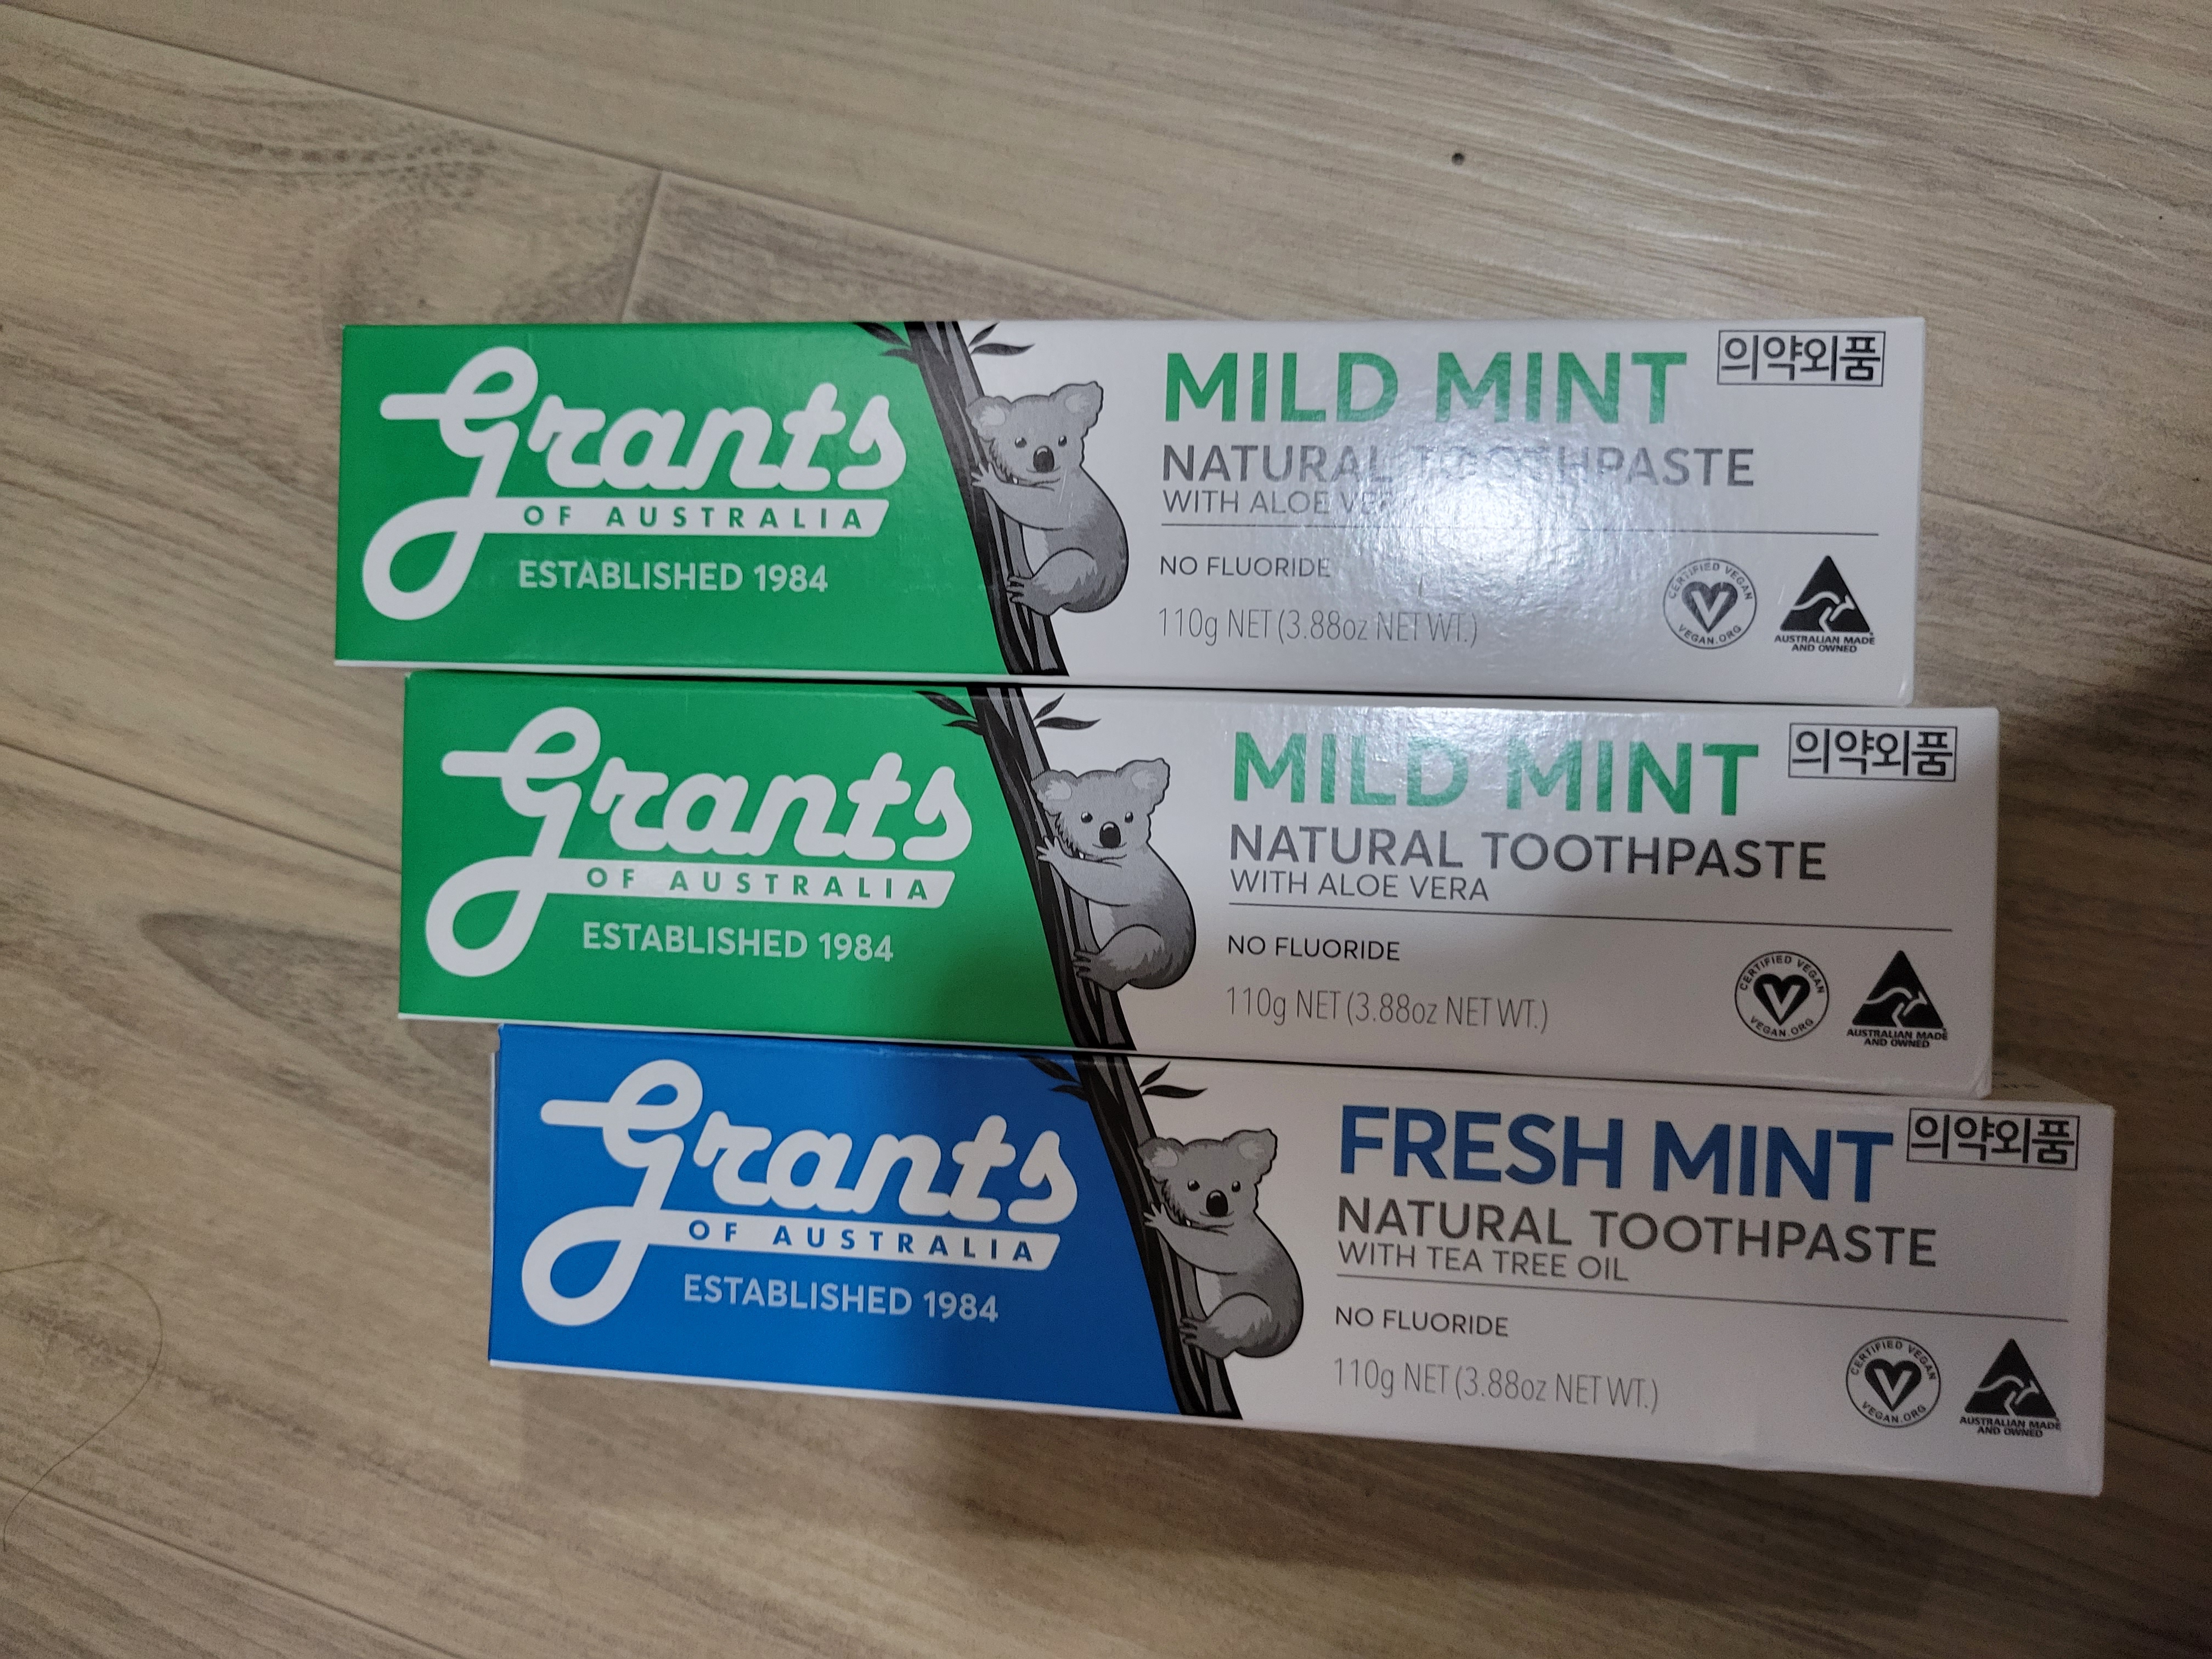 grants
OF AUSTRALIA
ESTABLISHED 1984
MILD MINT
의약외품
NATURAL TOOTHPASTE
WITH ALOE
NO FLUORIDE
110g NET (3.88oz NET WT.)
CERTIFIED VEGAN
VEGAN.ORG
AUSTRALIAN MADE
AND OWNED
grants
OF AUSTRALIA
ESTABLISHED 1984
MILD MINT
의약외품
NATURAL TOOTHPASTE
WITH ALOE VERA
NO FLUORIDE
110g NET (3.88oz NET WT.)
CERTIFIED VEGAN
VEGAN.ORG
AUSTRALIAN MADE
AND OWNED
grants
OF AUSTRALIA
ESTABLISHED 1984
FRESH MINT
의약외품
NATURAL TOOTHPASTE
WITH TEA TREE OIL
NO FLUORIDE
110g NET (3.88oz NET WT.)
CERTIFIED VEGAN
VEGAN.ORG
AUSTRALIAN MADE
AND OWNED